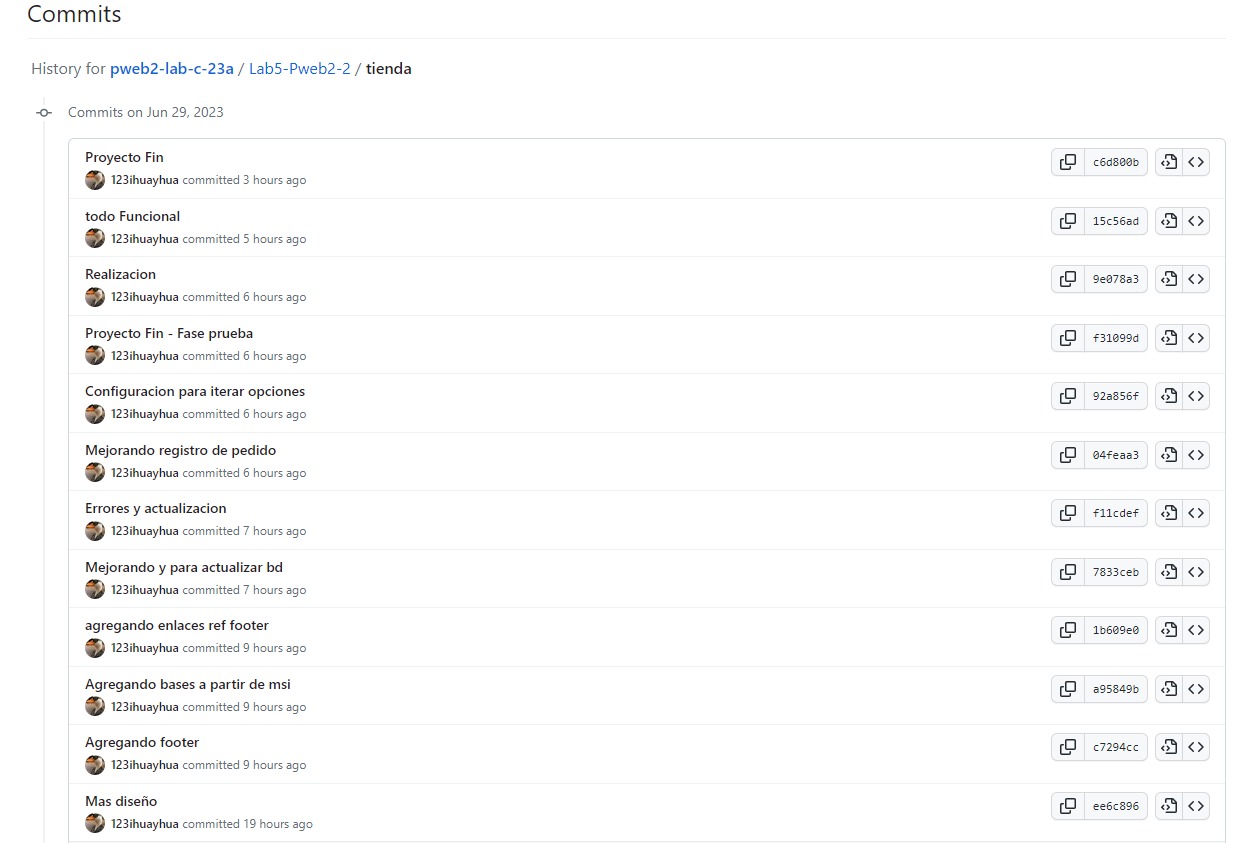 Commits
History for pweb2-lab-c-23a / Lab5-Pweb2-2 / tienda
Commits on Jun 29, 2023
Proyecto Fin
c6d800b
123ihuayhua committed 3 hours ago
todo Funcional
15c56ad
123ihuayhua committed 5 hours ago
Realizacion
9e078a3
123ihuayhua committed 6 hours ago
Proyecto Fin - Fase prueba
f31099d
123ihuayhua committed 6 hours ago
Configuracion para iterar opciones
92a856f
123ihuayhua committed 6 hours ago
Mejorando registro de pedido
04feaa3
123ihuayhua committed 6 hours ago
Errores y actualizacion
f11cdef
123ihuayhua committed 7 hours ago
Mejorando y para actualizar bd
7833ceb
123ihuayhua committed 7 hours ago
agregando enlaces ref footer
1b609e0
123ihuayhua committed 9 hours ago
Agregando bases a partir de msi
a95849b
123ihuayhua committed 9 hours ago
Agregando footer
c7294cc
123ihuayhua committed 9 hours ago
Mas diseño
ee6c896
123ihuayhua committed 19 hours ago